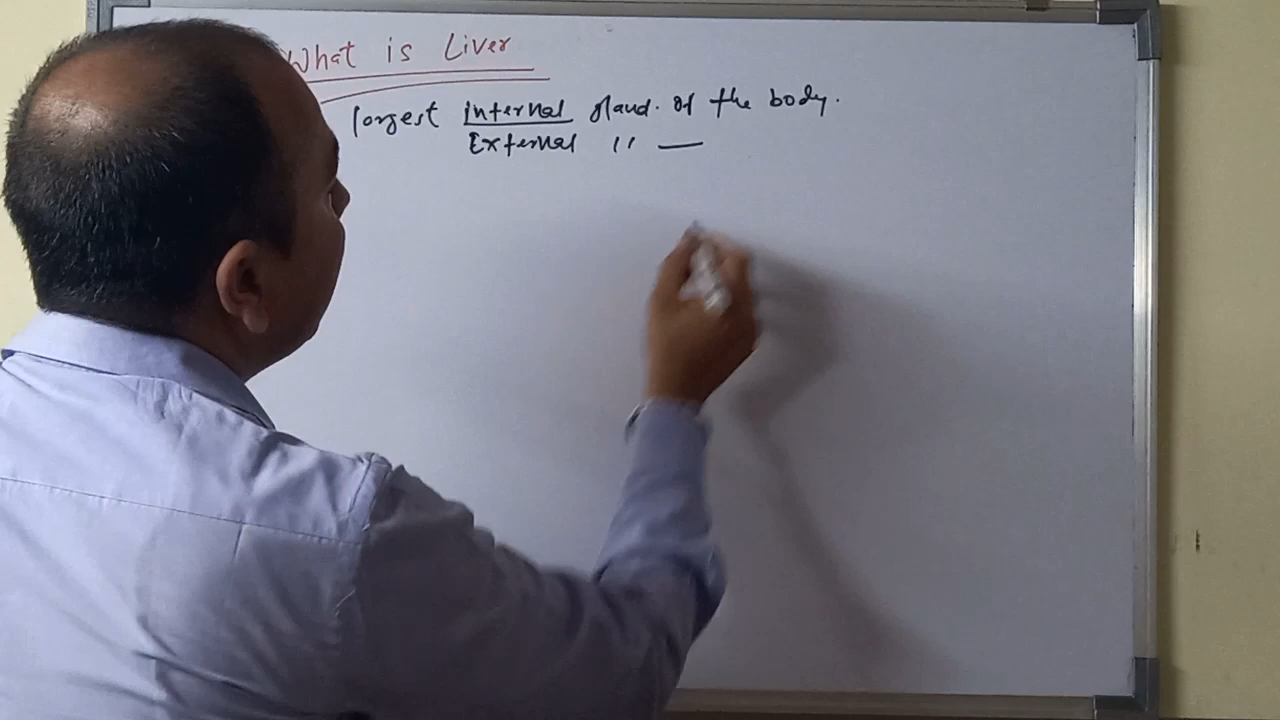 What is Liver
largest internal gland. of the body.
External " —